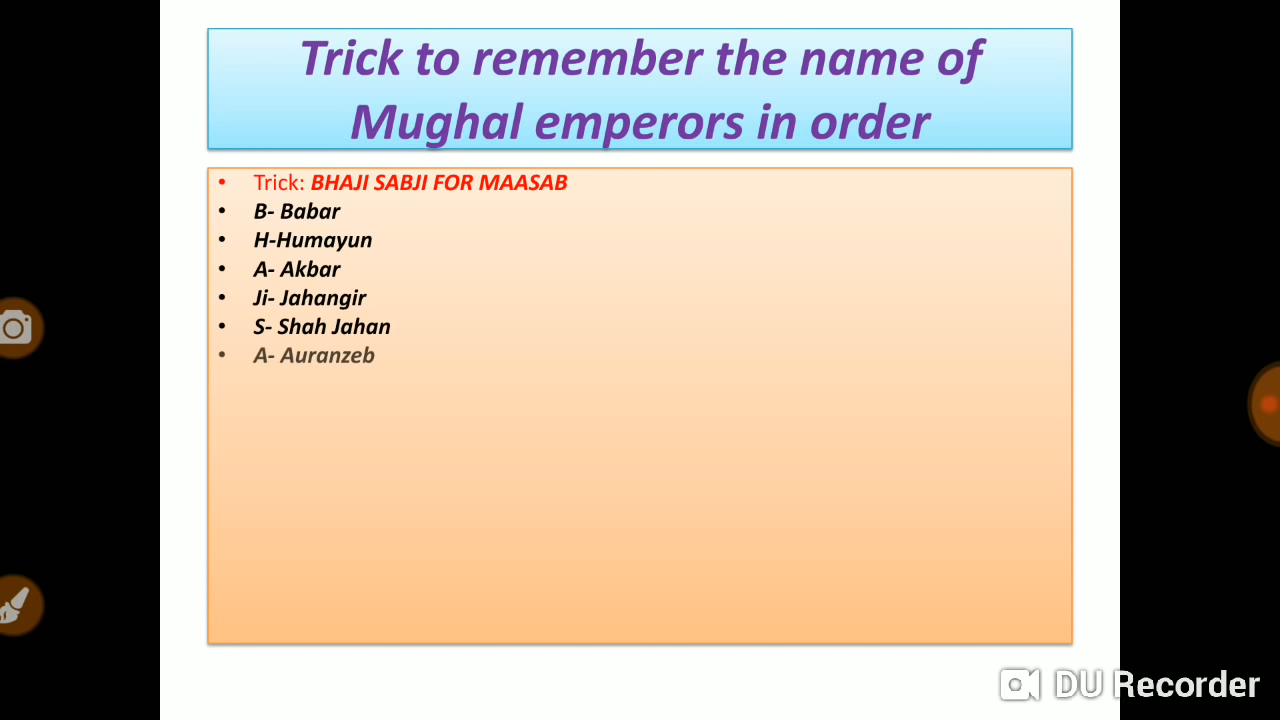 Trick to remember the name of
Mughal emperors in order
• Trick: BHAJI SABJI FOR MAASAB
• B- Babar
• H-Humayun
• A- Akbar
• Ji- Jahangir
• S- Shah Jahan
• A- Auranzeb
DU Recorder